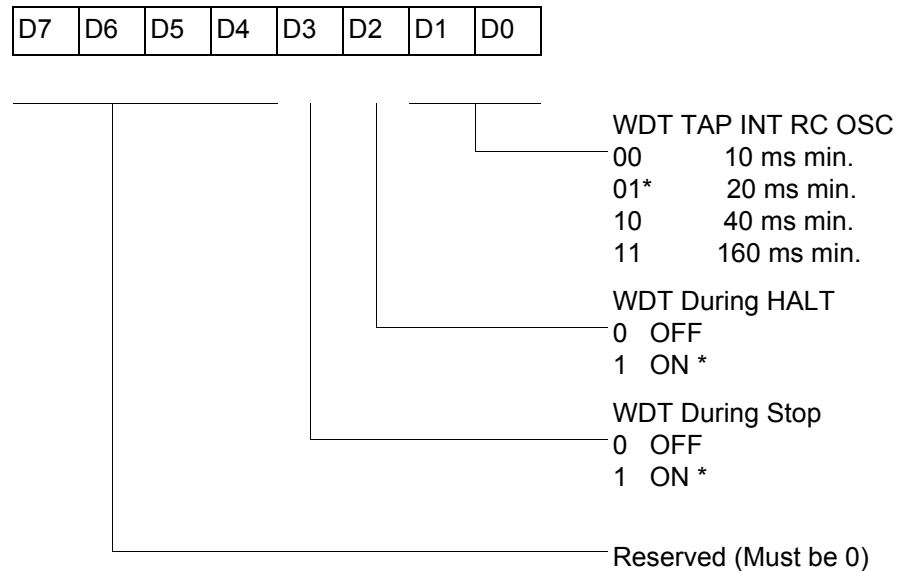 D7 D6 D5 D4 D3 D2 D1 D0
WDT TAP INT RC OSC
00 10 ms min.
01* 20 ms min.
10 40 ms min.
11 160 ms min.
WDT During HALT
0 OFF
1 ON *
WDT During Stop
0 OFF
1 ON *
Reserved (Must be 0)